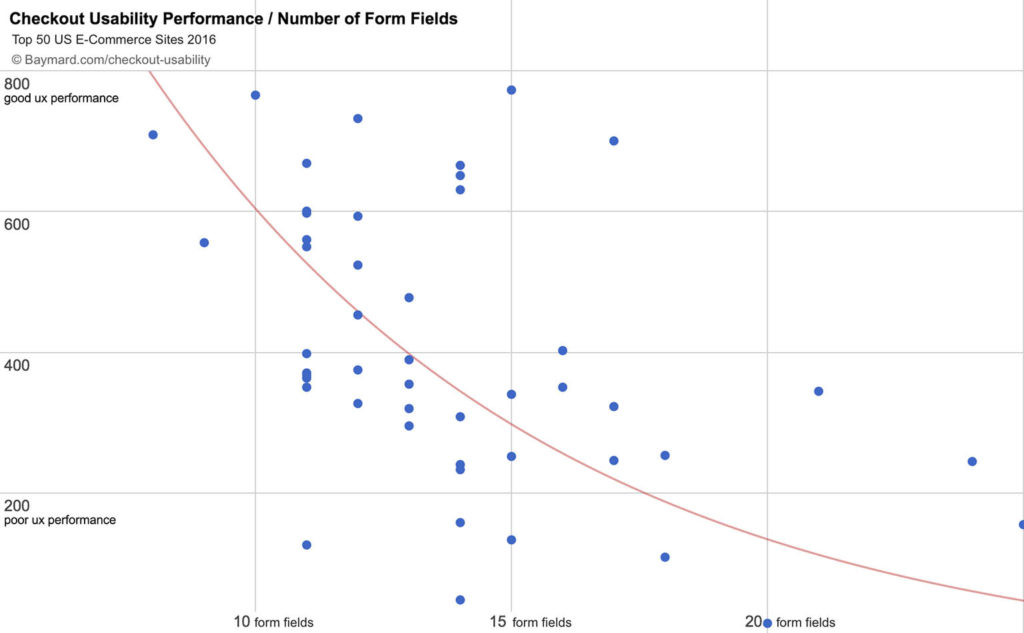 Checkout Usability Performance / Number of Form Fields
Top 50 US E-Commerce Sites 2016
© Baymard.com/checkout-usability
800
good ux performance
600
400
200
poor ux performance
10 form fields
15 form fields
20 form fields